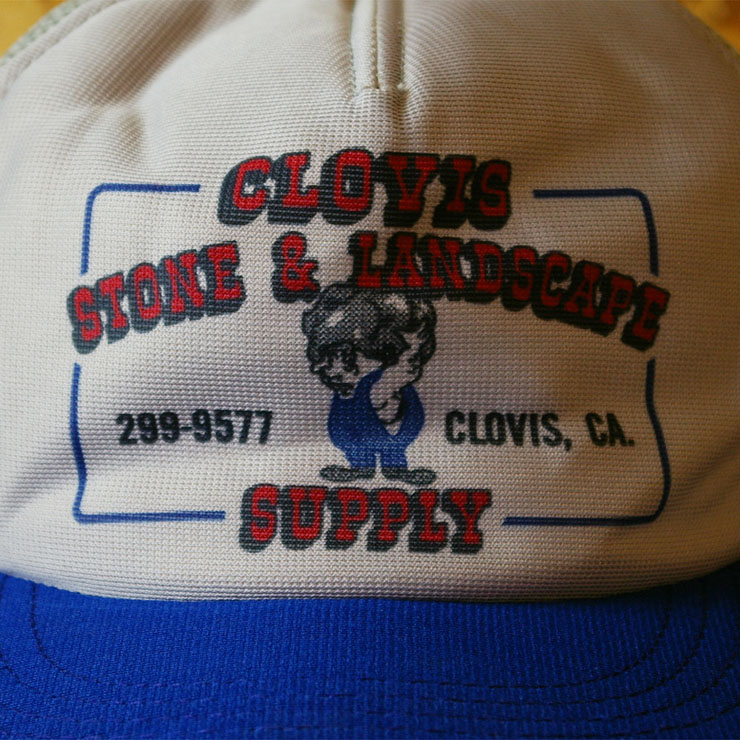 CLOVIS
STONE & LANDSCAPE
299-9577 CLOVIS, CA.
SUPPLY